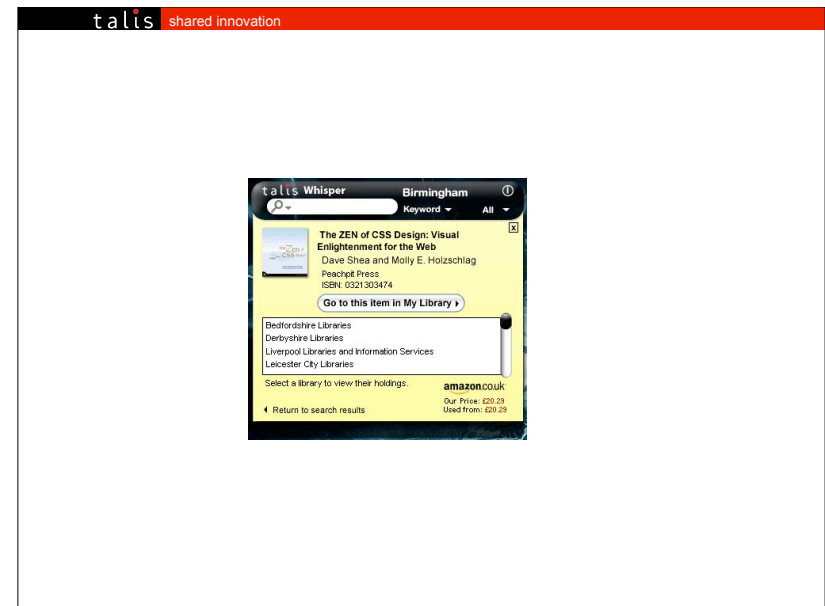 talis shared innovation
talis Whisper Birmingham
Keyword All
The ZEN of CSS Design: Visual
Enlightenment for the Web
Dave Shea and Molly E. Holzschlag
Peachpit Press
ISBN: 0321303474
Go to this item in My Library
Bedfordshire Libraries
Derbyshire Libraries
Liverpool Libraries and Information Services
Leicester City Libraries
Select a library to view their holdings.
amazon.co.uk
Our Price: £20.29
Used from: £20.29
Return to search results